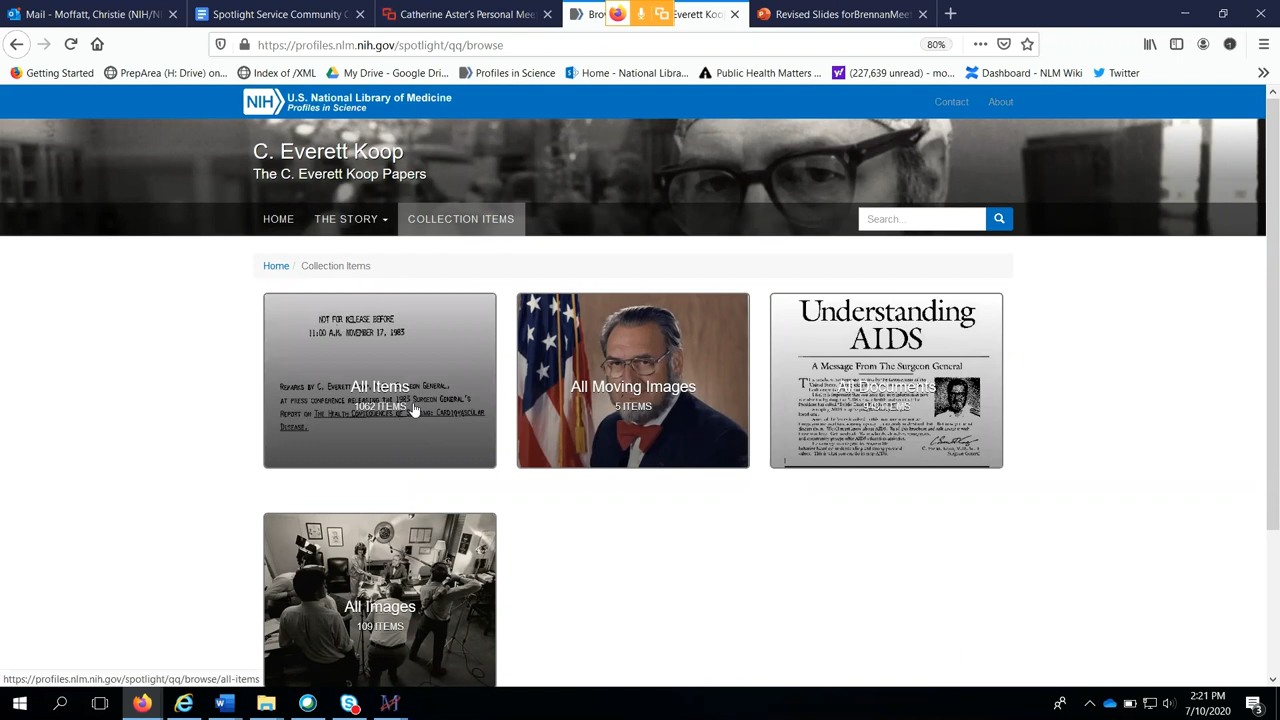 Mail - Moffatt, Christie (NIH/N
Spotlight Service Community
Catherine Aster's Personal Mee
Bro
Everett Koo
Revised Slides forBrennanMeet
https://profiles.nlm.nih.gov/spotlight/qq/browse
80%
Getting Started
PrepArea (H: Drive) on...
Index of /XML
My Drive - Google Dri...
Profiles in Science
Home - National Libra...
Public Health Matters ...
(227,639 unread) - mo...
Dashboard - NLM Wiki
Twitter
NIH
U.S. National Library of Medicine
Profiles in Science
Contact
About
C. Everett Koop
The C. Everett Koop Papers
HOME
THE STORY
COLLECTION ITEMS
Search...
Home / Collection Items
NOT FOR RELEASE BEFORE
11:00 A.M. NOVEMBER 17, 1983
All Items
1062 ITEMS
REMARKS BY C. EVERETT
GENERAL,
AT PRESS CONFERENCE RELEASING THE 1983 SURGEON GENERAL'S
REPORT ON THE HEALTH
CARDIOVASCULAR
DISEASE.
All Moving Images
5 ITEMS
Understanding
AIDS
A Message From The Surgeon General
All Documents
ITEMS
All Images
109 ITEMS
https://profiles.nlm.nih.gov/spotlight/qq/browse/all-items
2:21 PM
7/10/2020
3